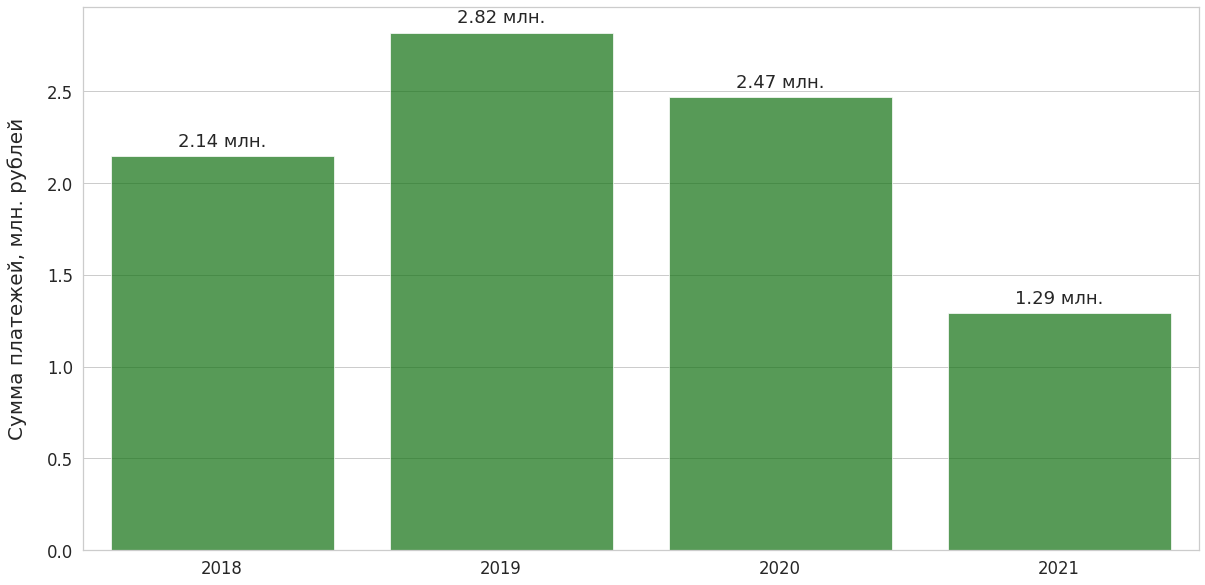 2.82 млн.
2.47 млн.
2.14 млн.
1.29 млн.
Сумма платежей, млн. рублей
2.5
2.0
1.5
1.0
0.5
0.0
2018 2019 2020 2021